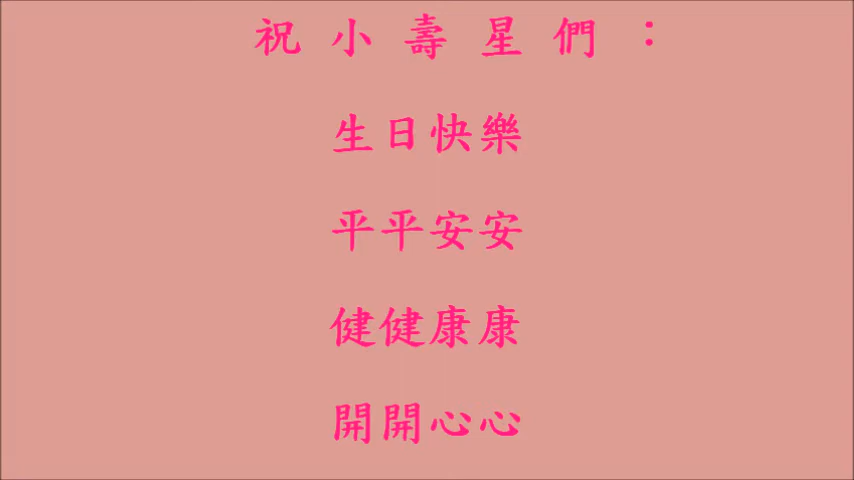 祝小壽星們：
生日快樂
平平安安
健健康康
開開心心